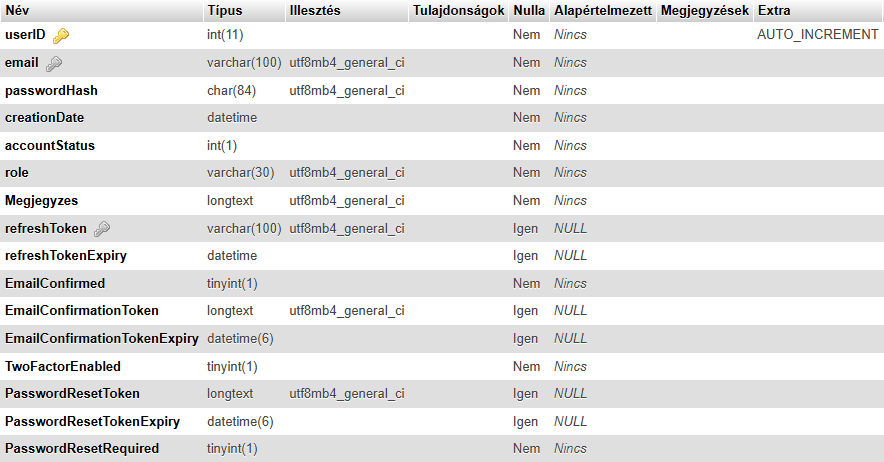 Név Típus Illesztés Tulajdonságok Nulla Alapértelmezett Megjegyzések Extra
userID int(11) Nem Nincs AUTO_INCREMENT
email varchar(100) utf8mb4_general_ci Nem Nincs
passwordHash char(84) utf8mb4_general_ci Nem Nincs
creationDate datetime Nem Nincs
accountStatus int(1) Nem Nincs
role varchar(30) utf8mb4_general_ci Nem Nincs
Megjegyzes longtext utf8mb4_general_ci Nem Nincs
refreshToken varchar(100) utf8mb4_general_ci Igen NULL
refreshTokenExpiry datetime Igen NULL
EmailConfirmed tinyint(1) Nem Nincs
EmailConfirmationToken longtext utf8mb4_general_ci Igen NULL
EmailConfirmationTokenExpiry datetime(6) Igen NULL
TwoFactorEnabled tinyint(1) Nem Nincs
PasswordResetToken longtext utf8mb4_general_ci Igen NULL
PasswordResetTokenExpiry datetime(6) Igen NULL
PasswordResetRequired tinyint(1) Nem Nincs